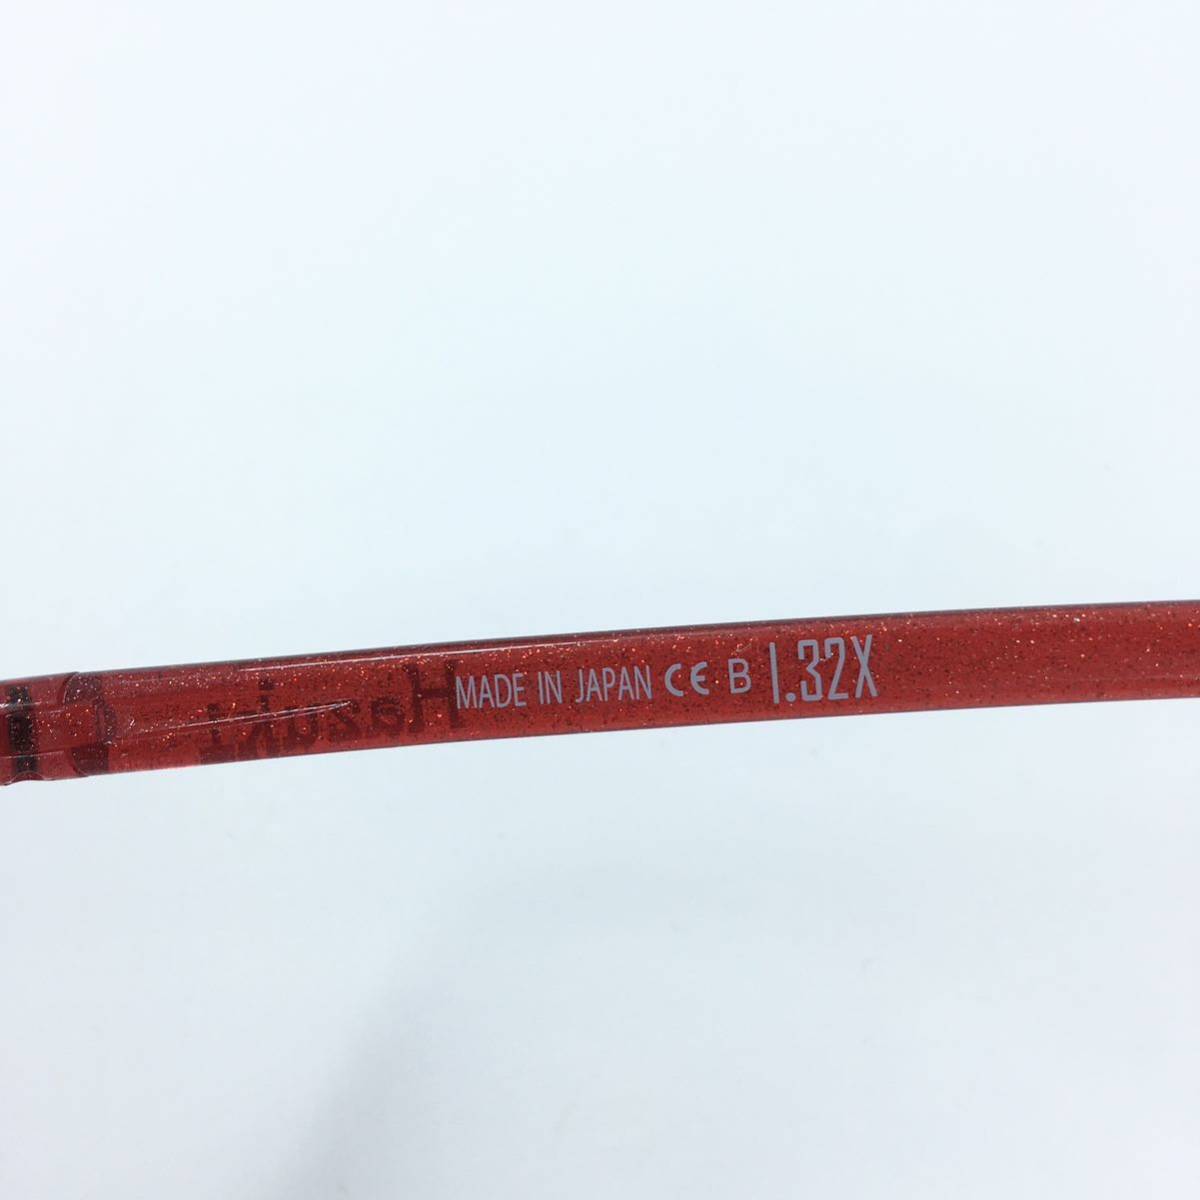 MADE IN JAPAN CE B 1.32X
Hazuki